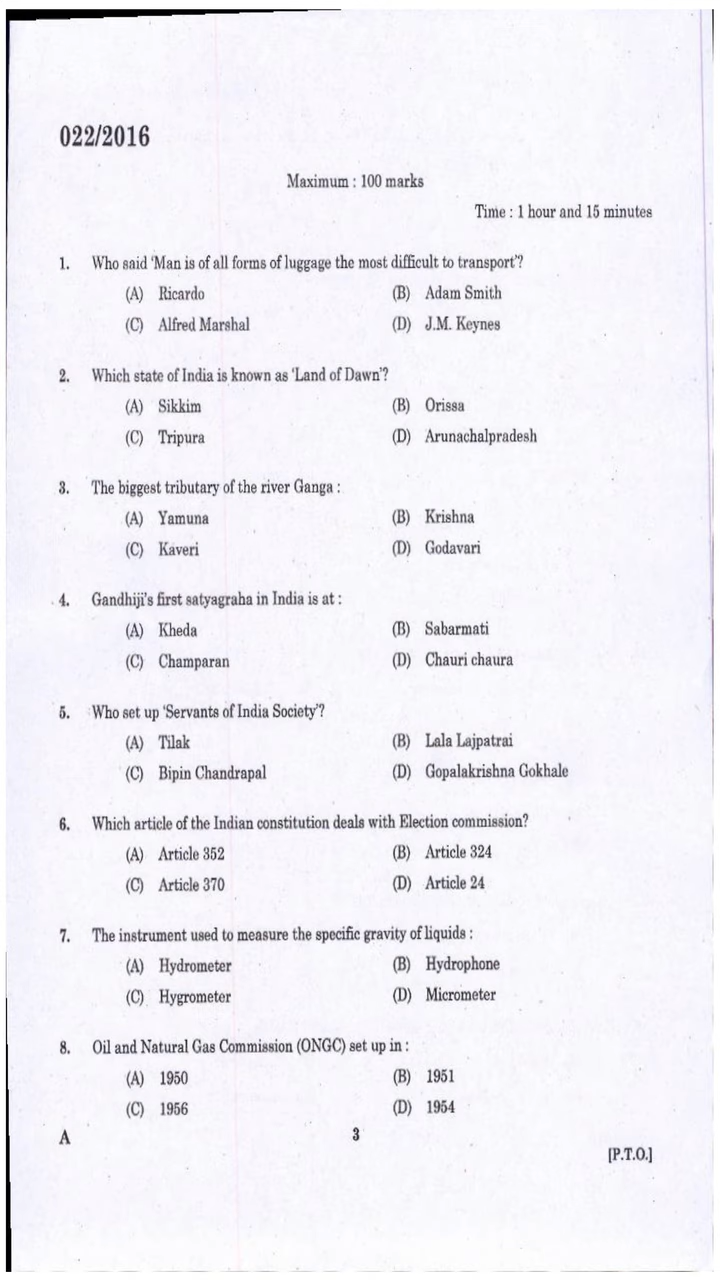 022/2016
Maximum : 100 marks
Time : 1 hour and 15 minutes
1. Who said 'Man is of all forms of luggage the most difficult to transport'?
(A) Ricardo (B) Adam Smith
(C) Alfred Marshal (D) J.M. Keynes
2. Which state of India is known as 'Land of Dawn'?
(A) Sikkim (B) Orissa
(C) Tripura (D) Arunachalpradesh
3. The biggest tributary of the river Ganga :
(A) Yamuna (B) Krishna
(C) Kaveri (D) Godavari
4. Gandhiji's first satyagraha in India is at :
(A) Kheda (B) Sabarmati
(C) Champaran (D) Chauri chaura
5. Who set up 'Servants of India Society'?
(A) Tilak (B) Lala Lajpatrai
(C) Bipin Chandrapal (D) Gopalakrishna Gokhale
6. Which article of the Indian constitution deals with Election commission?
(A) Article 352 (B) Article 324
(C) Article 370 (D) Article 24
7. The instrument used to measure the specific gravity of liquids :
(A) Hydrometer (B) Hydrophone
(C) Hygrometer (D) Micrometer
8. Oil and Natural Gas Commission (ONGC) set up in :
(A) 1950 (B) 1951
(C) 1956 (D) 1954
A 3
[P.T.O.]